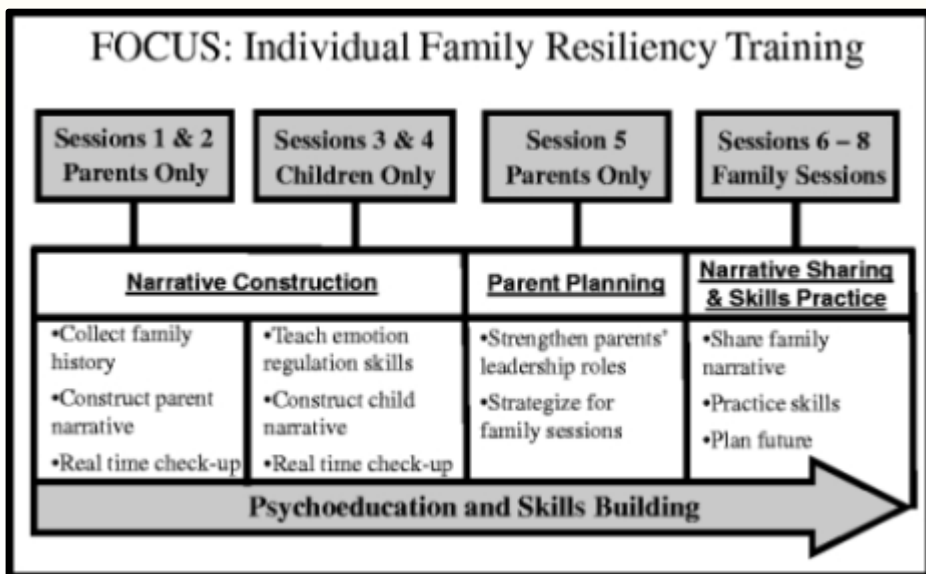 FOCUS: Individual Family Resiliency Training
Sessions 1 & 2
Parents Only
Sessions 3 & 4
Children Only
Session 5
Parents Only
Sessions 6 – 8
Family Sessions
Narrative Construction
Parent Planning
Narrative Sharing
& Skills Practice
•Collect family
history
•Construct parent
narrative
•Real time check-up
•Teach emotion
regulation skills
•Construct child
narrative
•Real time check-up
•Strengthen parents'
leadership roles
•Strategize for
family sessions
•Share family
narrative
•Practice skills
•Plan future
Psychoeducation and Skills Building